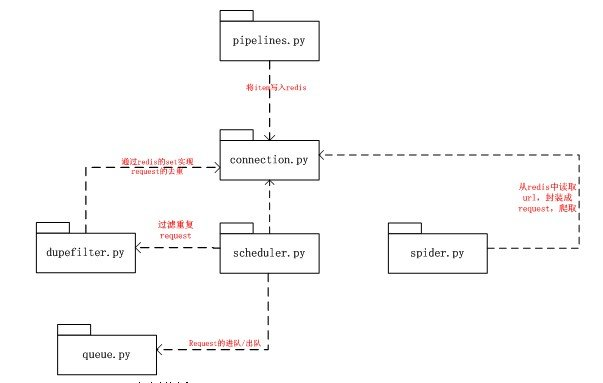 pipelines.py
将item写入redis
connection.py
通过redis的set实现
request的去重
从redis中读取
url，封装成
request，爬取
过滤重复
request
dupefilter.py
scheduler.py
spider.py
Request的进队/出队
queue.py